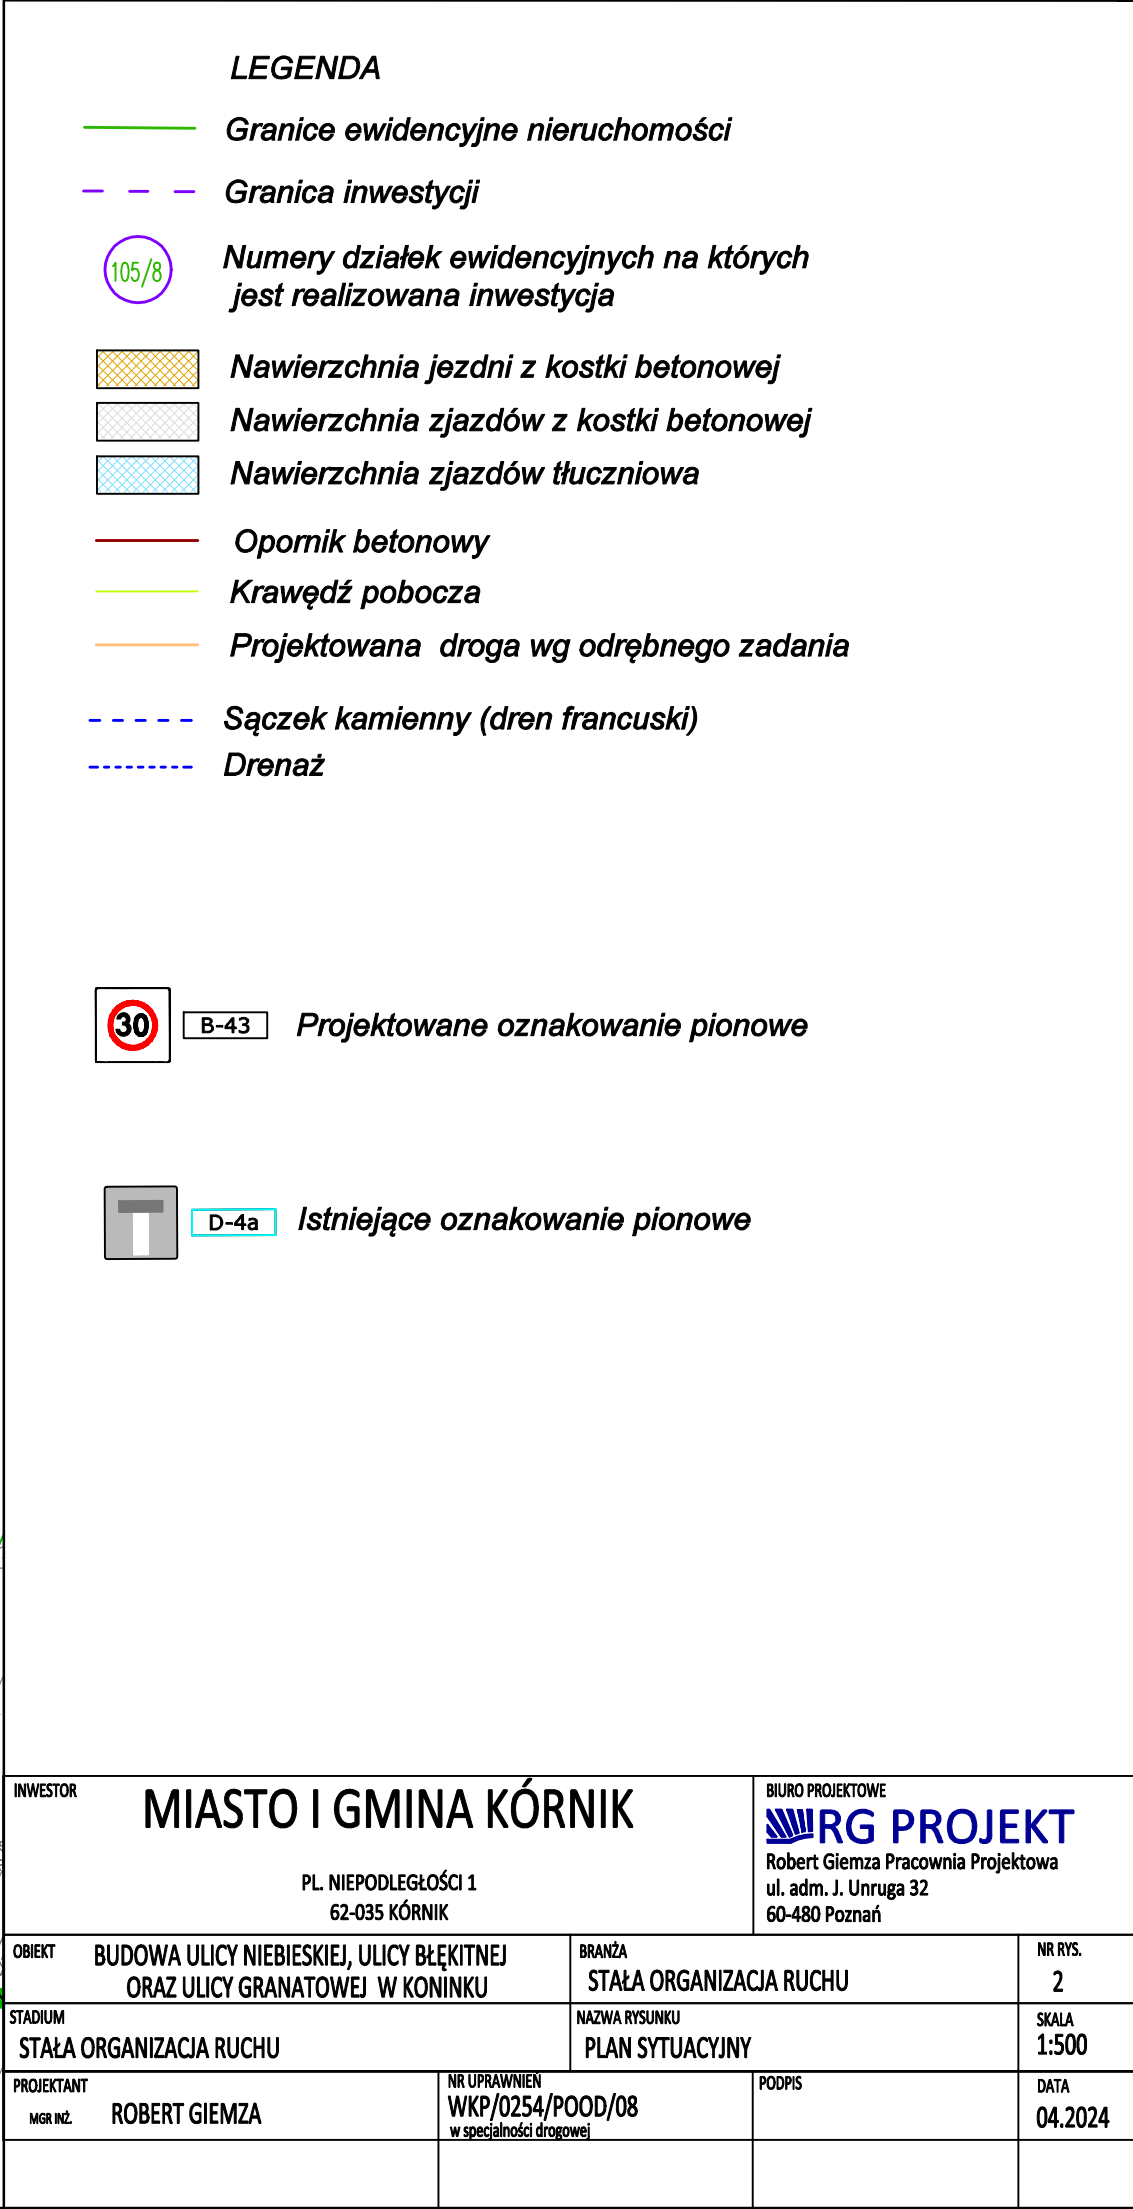 LEGENDA
Granice ewidencyjne nieruchomości
Granica inwestycji
105/8
Numery działek ewidencyjnych na których
jest realizowana inwestycja
Nawierzchnia jezdni z kostki betonowej
Nawierzchnia zjazdów z kostki betonowej
Nawierzchnia zjazdów tłuczniowa
Opornik betonowy
Krawędź pobocza
Projektowana droga wg odrębnego zadania
Sączek kamienny (dren francuski)
Drenaż
30 B-43 Projektowane oznakowanie pionowe
D-4a Istniejące oznakowanie pionowe
INWESTOR
MIASTO I GMINA KÓRNIK
PL. NIEPODLEGŁOŚCI 1
62-035 KÓRNIK
BIURO PROJEKTOWE
RG PROJEKT
Robert Giemza Pracownia Projektowa
ul. adm. J. Unruga 32
60-480 Poznań
OBIEKT
BUDOWA ULICY NIEBIESKIEJ, ULICY BŁĘKITNEJ
ORAZ ULICY GRANATOWEJ W KONINKU
BRANŻA
STAŁA ORGANIZACJA RUCHU
NR RYS.
2
STADIUM
STAŁA ORGANIZACJA RUCHU
NAZWA RYSUNKU
PLAN SYTUACYJNY
SKALA
1:500
PROJEKTANT
MGR INŻ. ROBERT GIEMZA
NR UPRAWNIEŃ
WKP/0254/POOD/08
w specjalności drogowej
PODPIS
DATA
04.2024